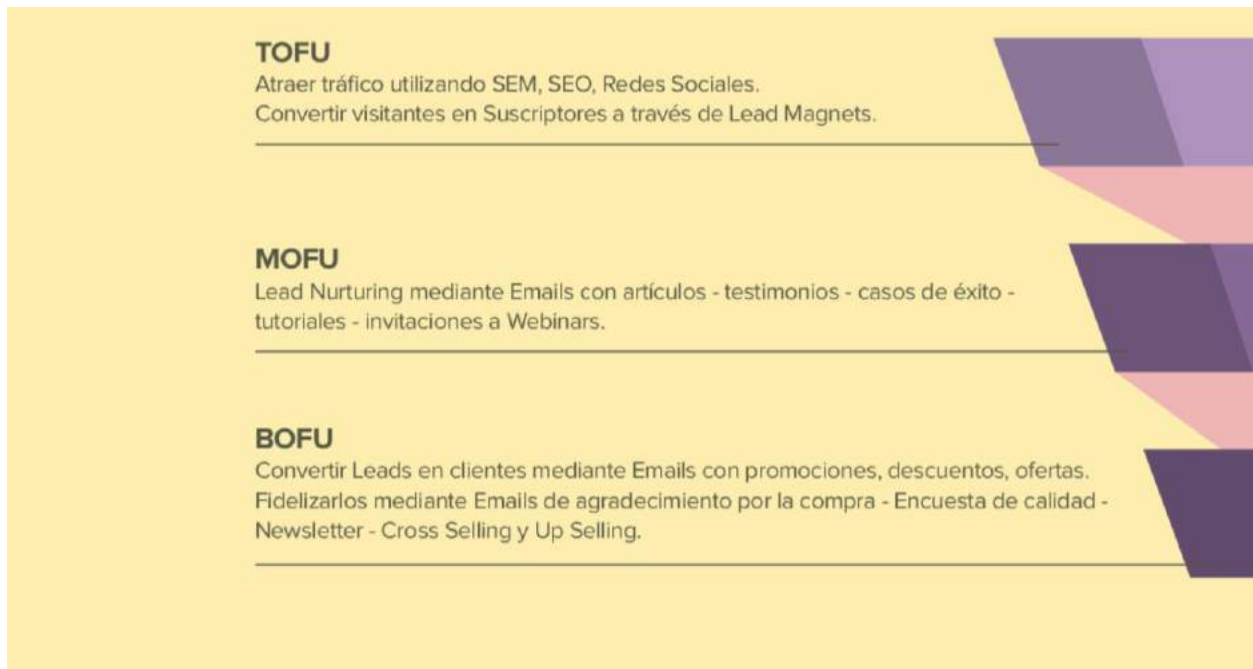 TOFU
Atraer tráfico utilizando SEM, SEO, Redes Sociales.
Convertir visitantes en Suscriptores a través de Lead Magnets.
MOFU
Lead Nurturing mediante Emails con artículos - testimonios - casos de éxito -
tutoriales - invitaciones a Webinars.
BOFU
Convertir Leads en clientes mediante Emails con promociones, descuentos, ofertas.
Fidelizarlos mediante Emails de agradecimiento por la compra - Encuesta de calidad -
Newsletter - Cross Selling y Up Selling.